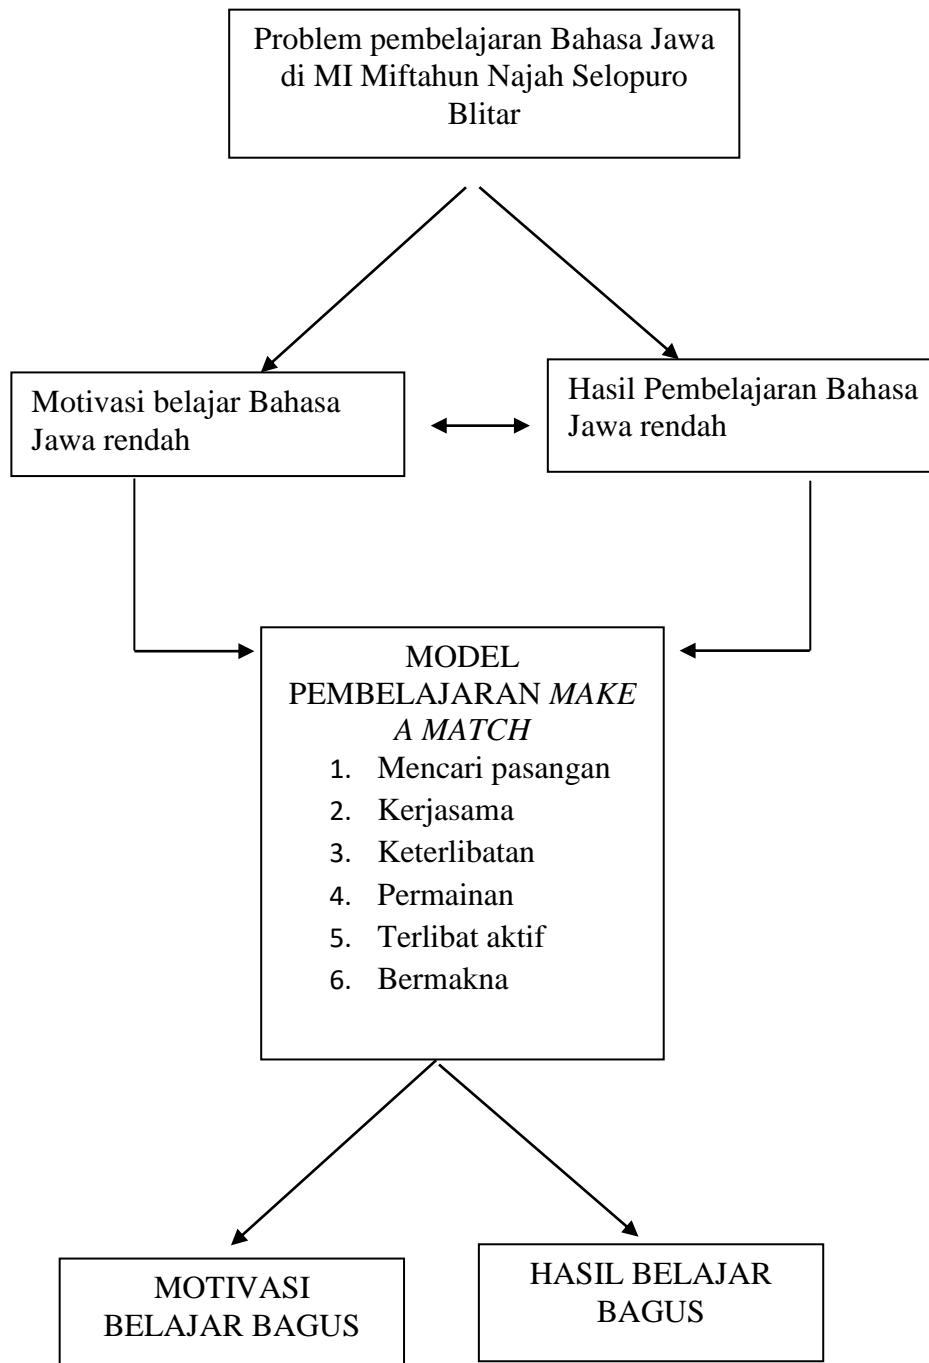 Problem pembelajaran Bahasa Jawa
di MI Miftahun Najah Selopuro
Blitar
Motivasi belajar Bahasa
Jawa rendah
Hasil Pembelajaran Bahasa
Jawa rendah
MODEL
PEMBELAJARAN MAKE
A MATCH
1. Mencari pasangan
2. Kerjasama
3. Keterlibatan
4. Permainan
5. Terlibat aktif
6. Bermakna
MOTIVASI
BELAJAR BAGUS
HASIL BELAJAR
BAGUS